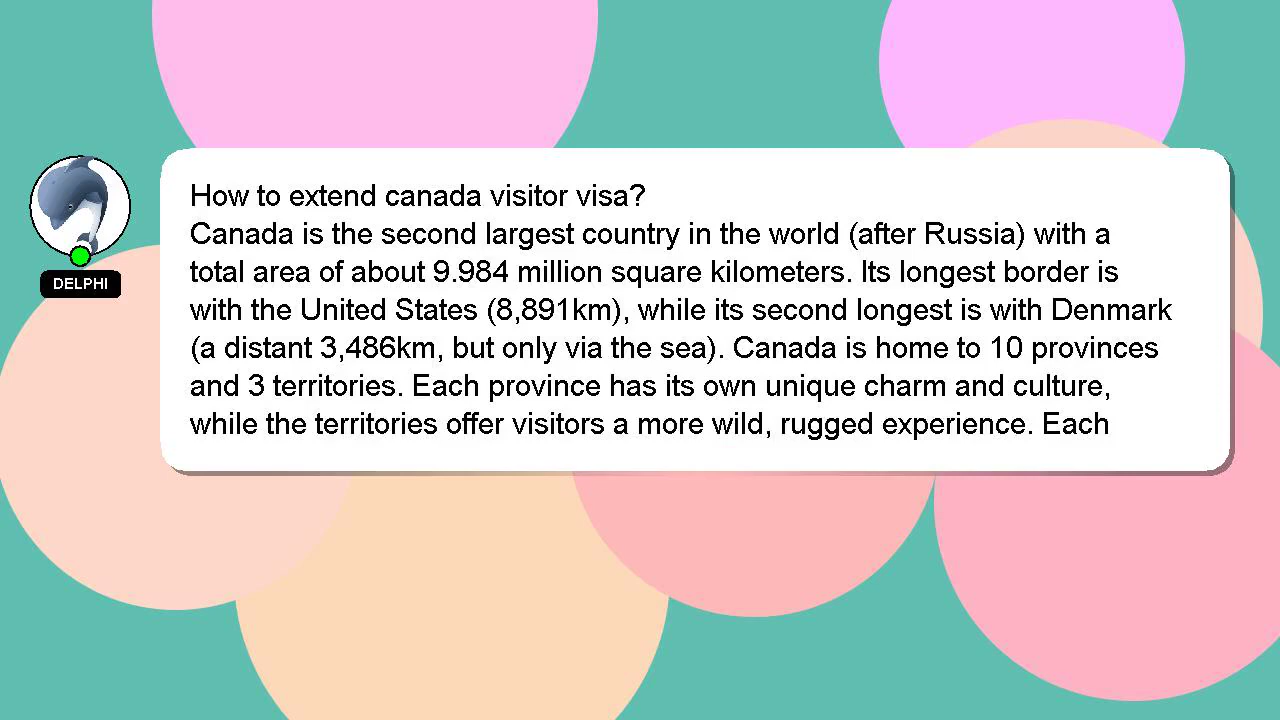 How to extend canada visitor visa?
Canada is the second largest country in the world (after Russia) with a
total area of about 9.984 million square kilometers. Its longest border is
with the United States (8,891km), while its second longest is with Denmark
(a distant 3,486km, but only via the sea). Canada is home to 10 provinces
and 3 territories. Each province has its own unique charm and culture,
while the territories offer visitors a more wild, rugged experience. Each
DELPHI